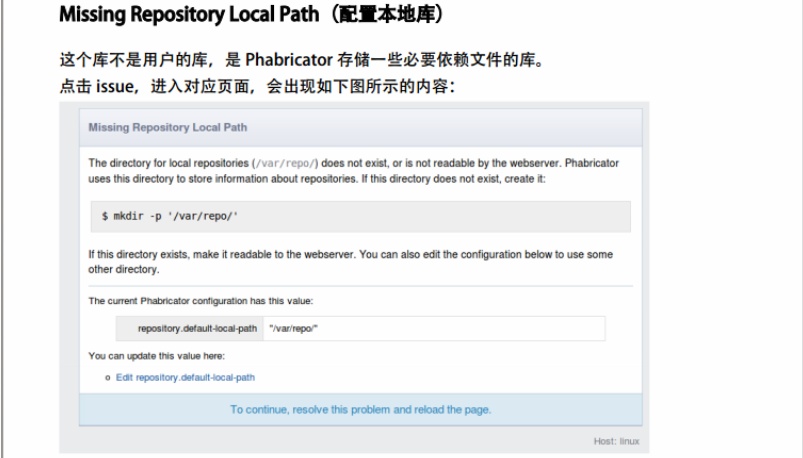 Missing Repository Local Path（配置本地库）
这个库不是用户的库，是 Phabricator 存储一些必要依赖文件的库。
点击 issue，进入对应页面，会出现如下图所示的内容：
Missing Repository Local Path
The directory for local repositories (/var/repo/) does not exist, or is not readable by the webserver. Phabricator
uses this directory to store information about repositories. If this directory does not exist, create it:
$ mkdir -p '/var/repo/'
If this directory exists, make it readable to the webserver. You can also edit the configuration below to use some
other directory.
The current Phabricator configuration has this value:
repository.default-local-path "/var/repo/"
You can update this value here:
Edit repository.default-local-path
To continue, resolve this problem and reload the page.
Host: linux